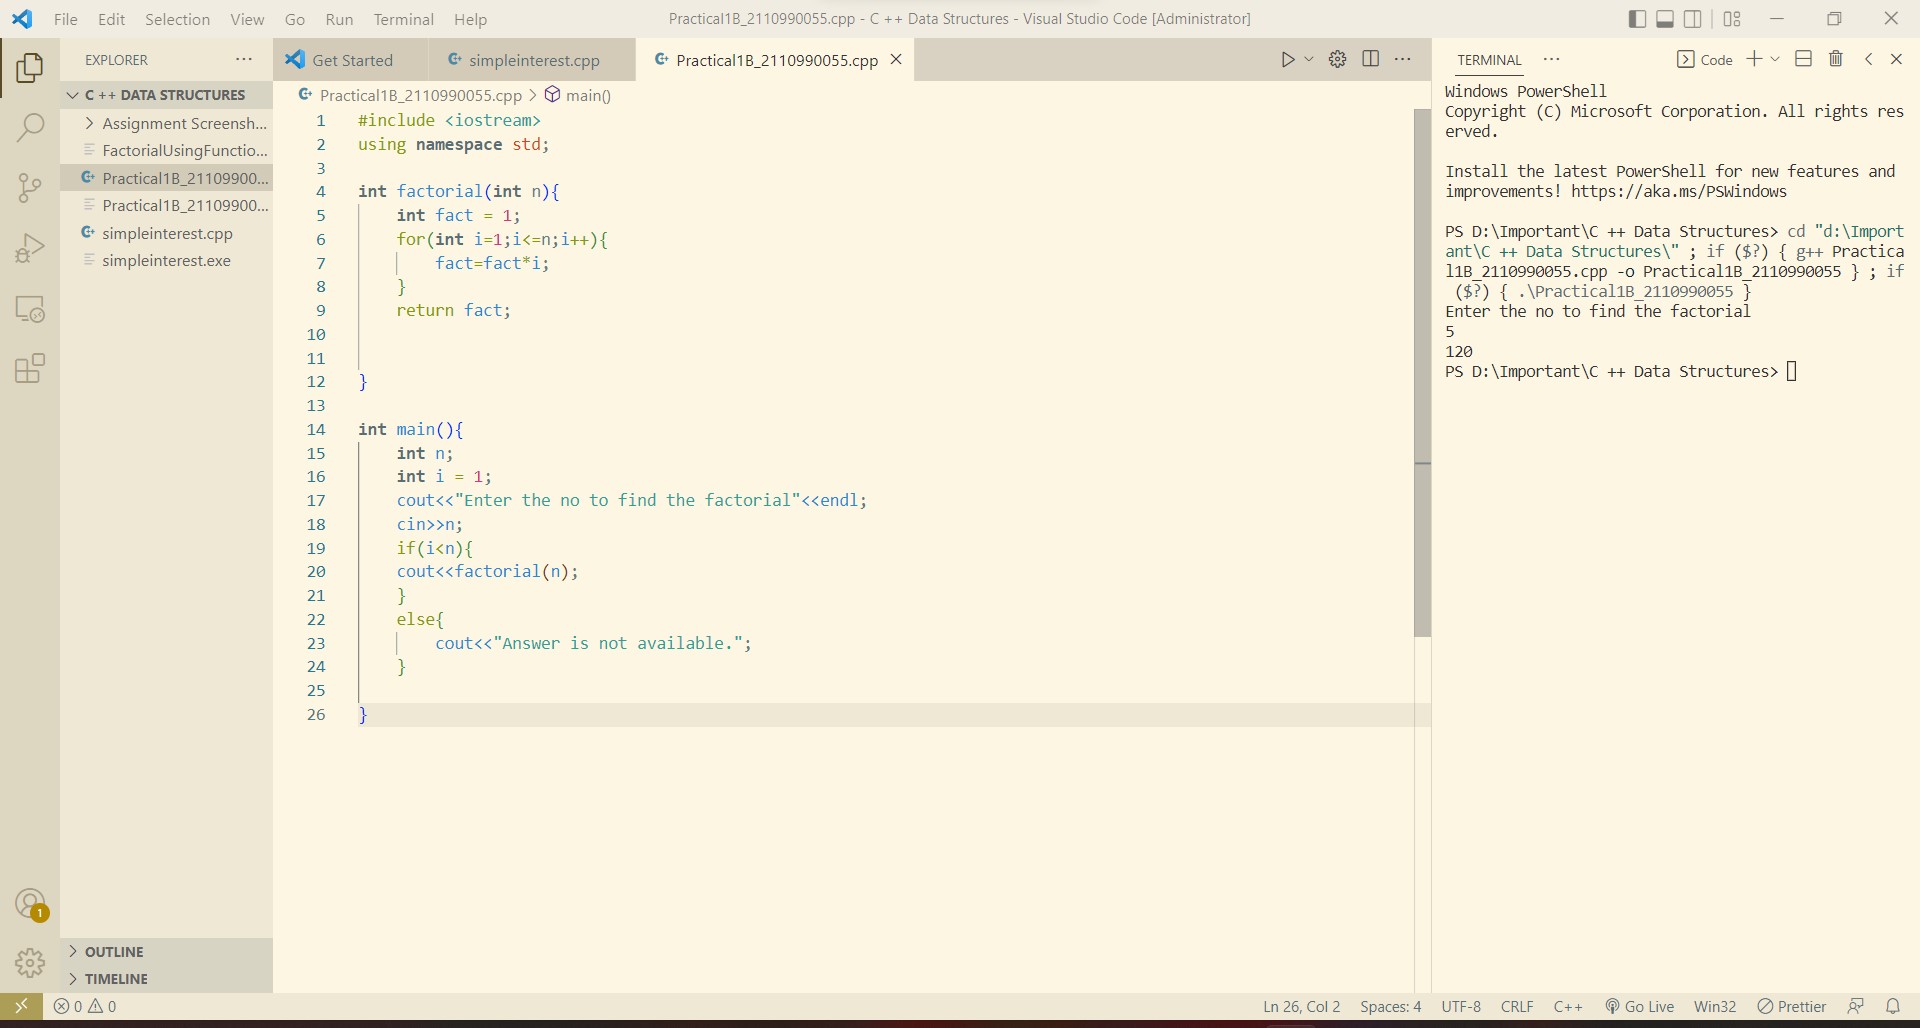 File Edit Selection View Go Run Terminal Help
Practical1B_2110990055.cpp - C ++ Data Structures - Visual Studio Code [Administrator]
EXPLORER
C ++ DATA STRUCTURES
Assignment Screensh...
FactorialUsingFunctio...
Practical1B_21109900...
Practical1B_21109900...
simpleinterest.cpp
simpleinterest.exe
OUTLINE
TIMELINE
1
Get Started
simpleinterest.cpp
Practical1B_2110990055.cpp
Practical1B_2110990055.cpp > main()
1 #include <iostream>
2 using namespace std;
3
4 int factorial(int n){
5     int fact = 1;
6     for(int i=1;i<=n;i++){
7         fact=fact*i;
8     }
9     return fact;
10
11
12 }
13
14 int main(){
15     int n;
16     int i = 1;
17     cout<<"Enter the no to find the factorial"<<endl;
18     cin>>n;
19     if(i<n){
20     cout<<factorial(n);
21     }
22     else{
23         cout<<"Answer is not available.";
24     }
25
26 }
TERMINAL
Code
Windows PowerShell
Copyright (C) Microsoft Corporation. All rights res
erved.
Install the latest PowerShell for new features and
improvements! https://aka.ms/PSWindows
PS D:\Important\C ++ Data Structures> cd "d:\Import
ant\C ++ Data Structures\" ; if ($?) { g++ Practica
l1B_2110990055.cpp -o Practical1B_2110990055 } ; if
($?) { .\Practical1B_2110990055 }
Enter the no to find the factorial
5
120
PS D:\Important\C ++ Data Structures>
0 0
Ln 26, Col 2 Spaces: 4 UTF-8 CRLF C++ Go Live Win32 Prettier